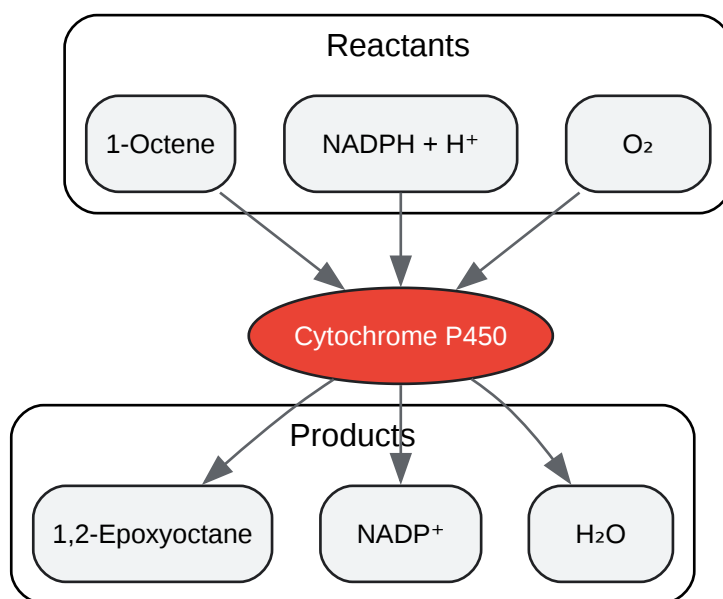 Reactants
1-Octene
NADPH + H⁺
O₂
Cytochrome P450
Products
1,2-Epoxyoctane
NADP⁺
H₂O